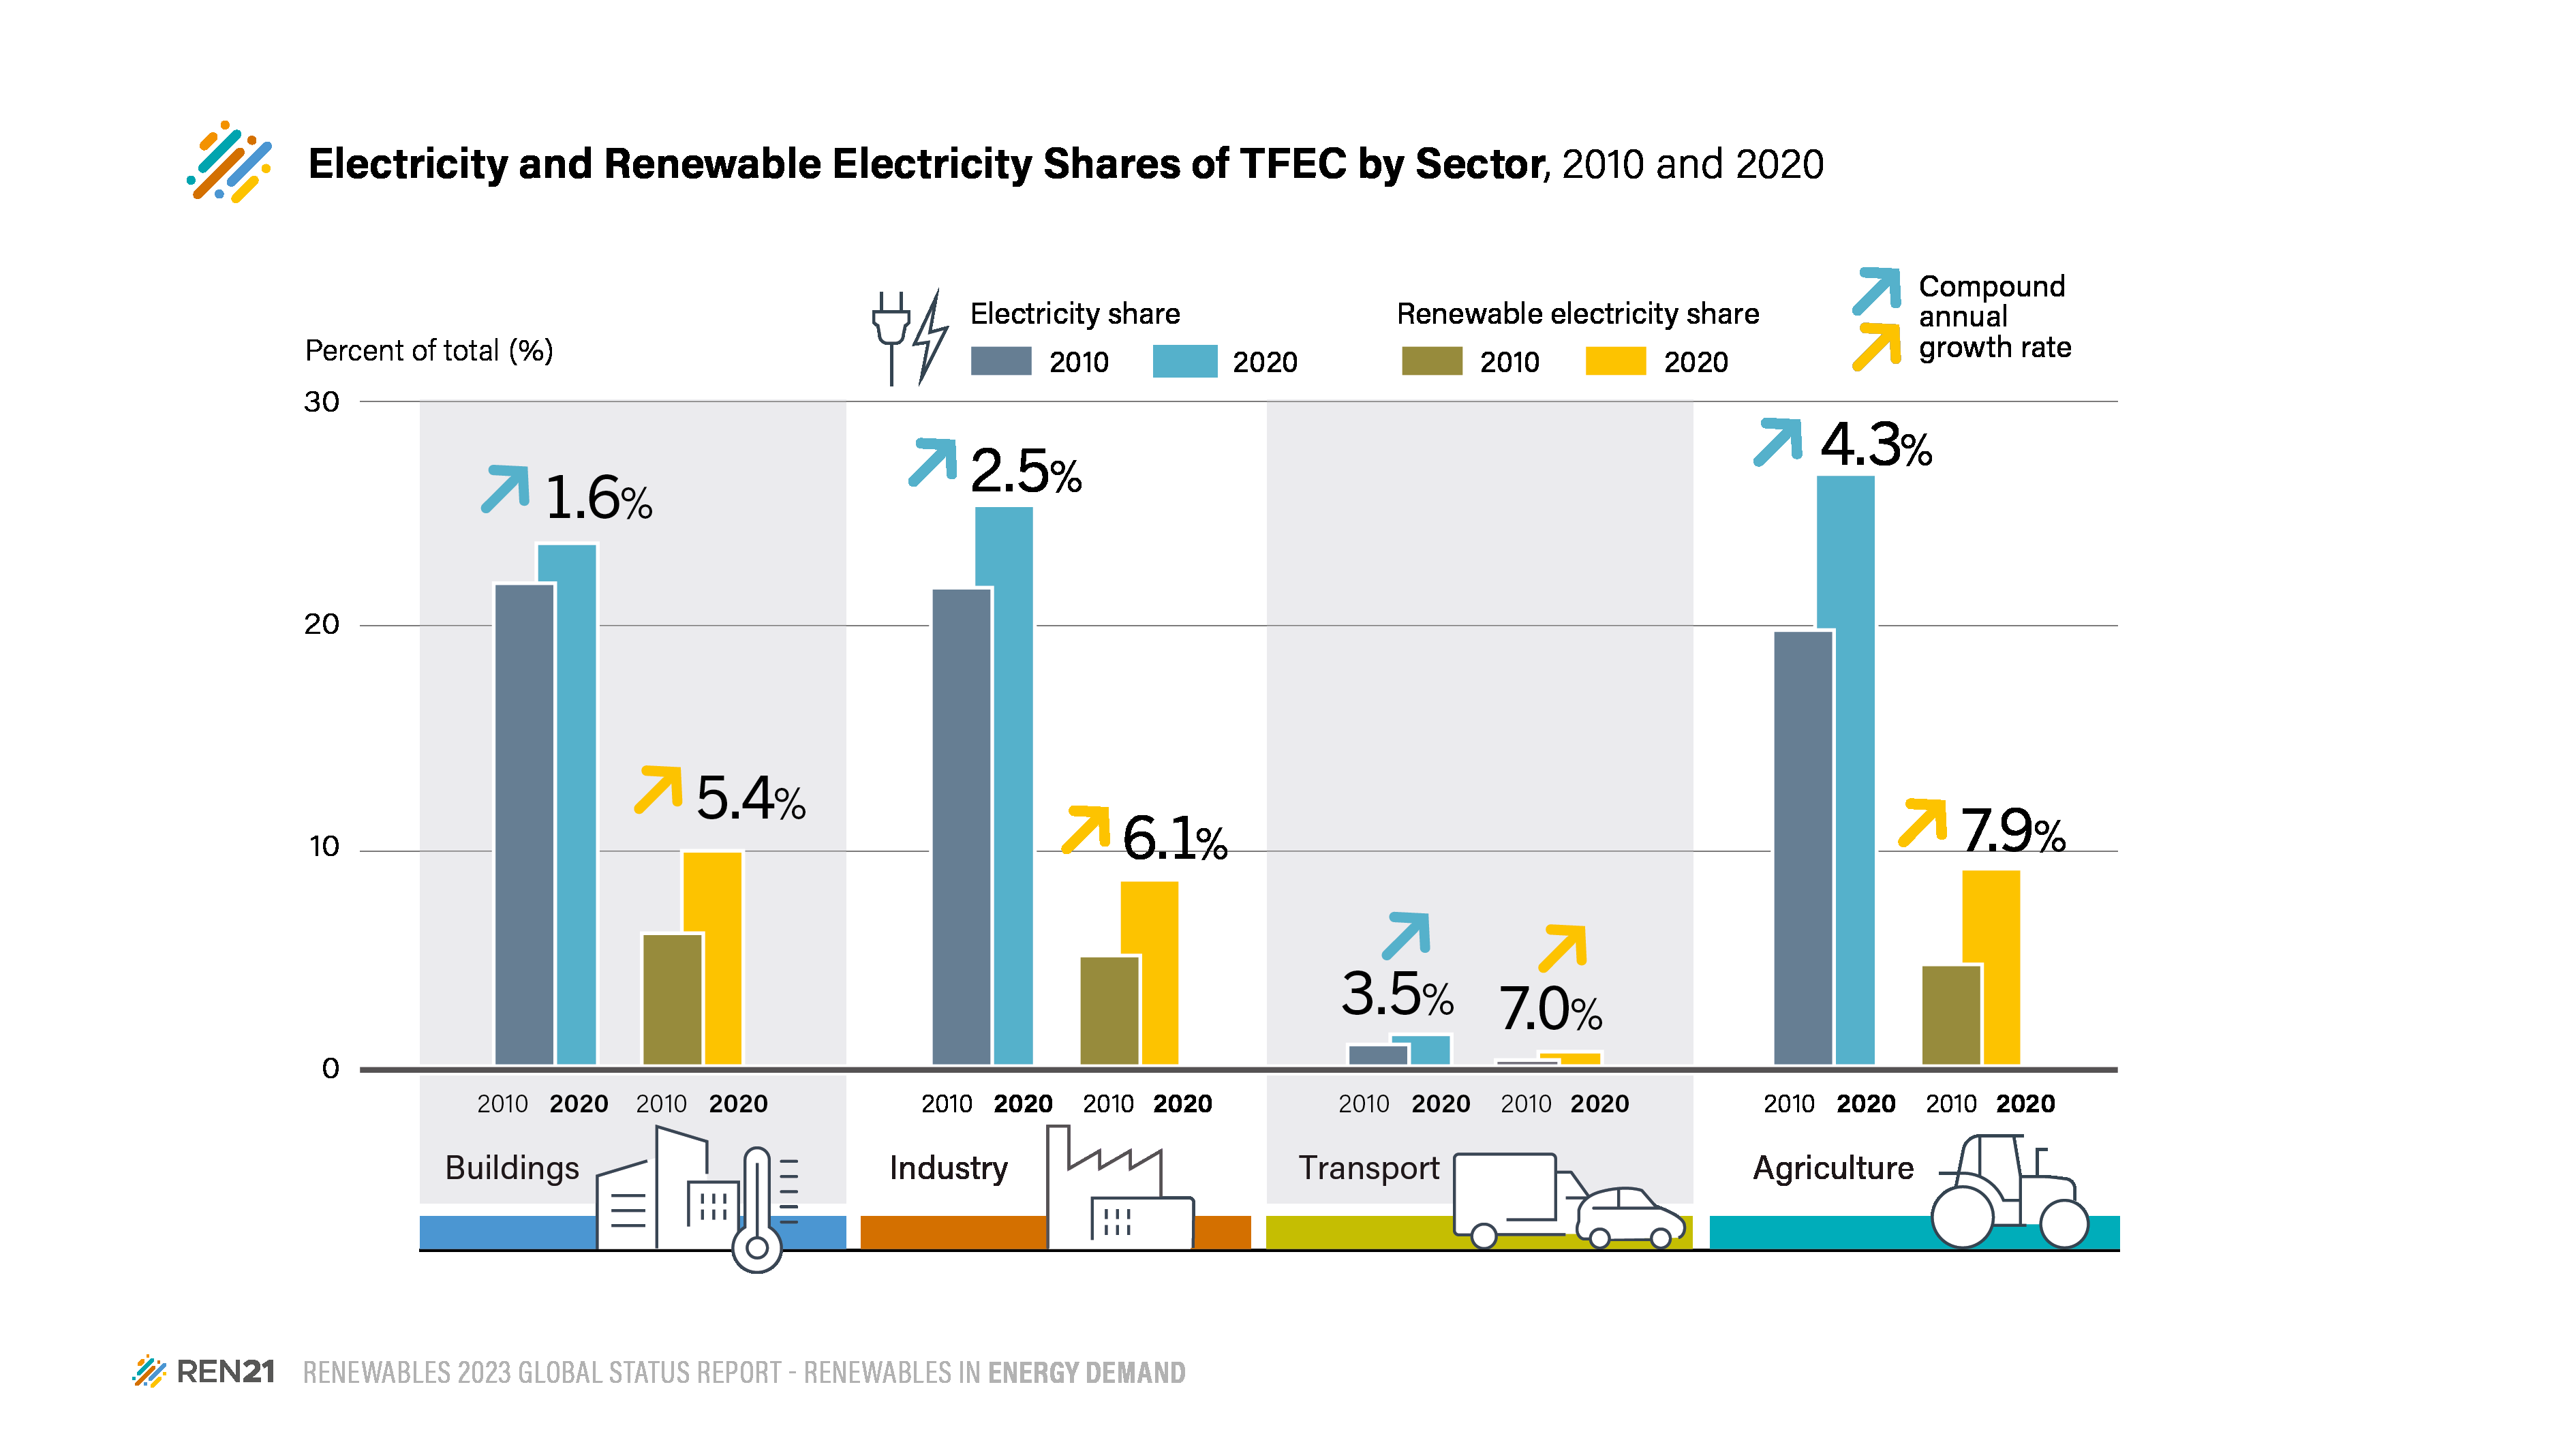 Electricity and Renewable Electricity Shares of TFEC by Sector, 2010 and 2020
Percent of total (%)
Electricity share
2010 2020
Renewable electricity share
2010 2020
Compound
annual
growth rate
30
20
10
0
1.6%
5.4%
2.5%
6.1%
3.5%
7.0%
4.3%
7.9%
2010 2020 2010 2020
2010 2020 2010 2020
2010 2020 2010 2020
2010 2020 2010 2020
Buildings
Industry
Transport
Agriculture
REN21 RENEWABLES 2023 GLOBAL STATUS REPORT - RENEWABLES IN ENERGY DEMAND